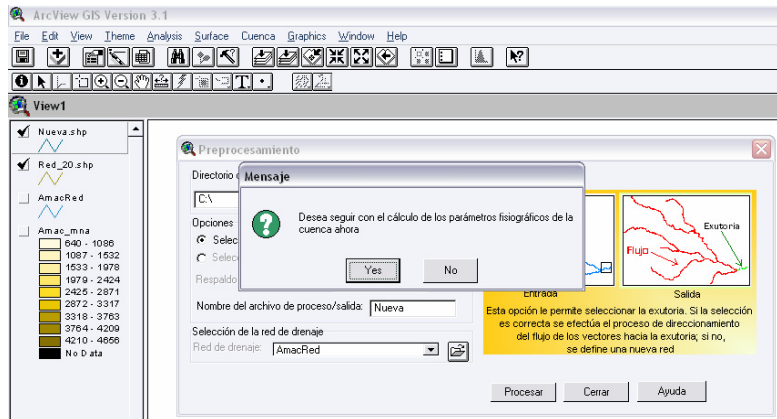 ArcView GIS Version 3.1
File Edit View Theme Analysis Surface Cuenca Graphics Window Help
View1
Nueva.shp
Red_20.shp
AmacRed
Amac_mna
640 - 1086
1087 - 1532
1533 - 1978
1979 - 2424
2425 - 2871
2872 - 3317
3318 - 3763
3764 - 4209
4210 - 4656
No Data
Preprocesamiento
Directorio
C:\
Opciones
Selec
Selec
Respaldo
Nombre del archivo de proceso/salida: Nueva
Selección de la red de drenaje
Red de drenaje: AmacRed
Mensaje
Desea seguir con el cálculo de los parámetros fisiográficos de la
cuenca ahora
Yes No
Exutoria
Flujo
Entrada Salida
Esta opción le permite seleccionar la exutoria. Si la selección
es correcta se efectúa el proceso de direccionamiento
del flujo de los vectores hacia la exutoria; si no,
se define una nueva red
Procesar Cerrar Ayuda